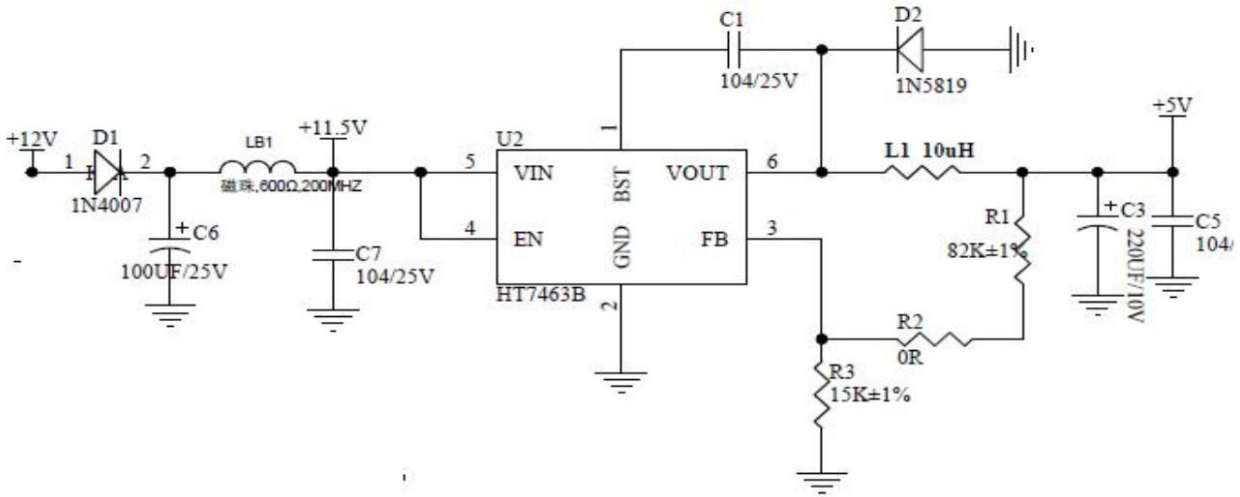 C1
104/25V
D2
1N5819
+12V
D1
1
2
1N4007
LB1
磁珠,600Ω,200MHZ
+11.5V
C6
100UF/25V
C7
104/25V
U2
5
VIN
4
EN
1
BST
GND
2
VOUT
6
FB
3
HT7463B
L1 10uH
R1
82K±1%
R2
0R
R3
15K±1%
+5V
C3
220UF/10V
C5
104/